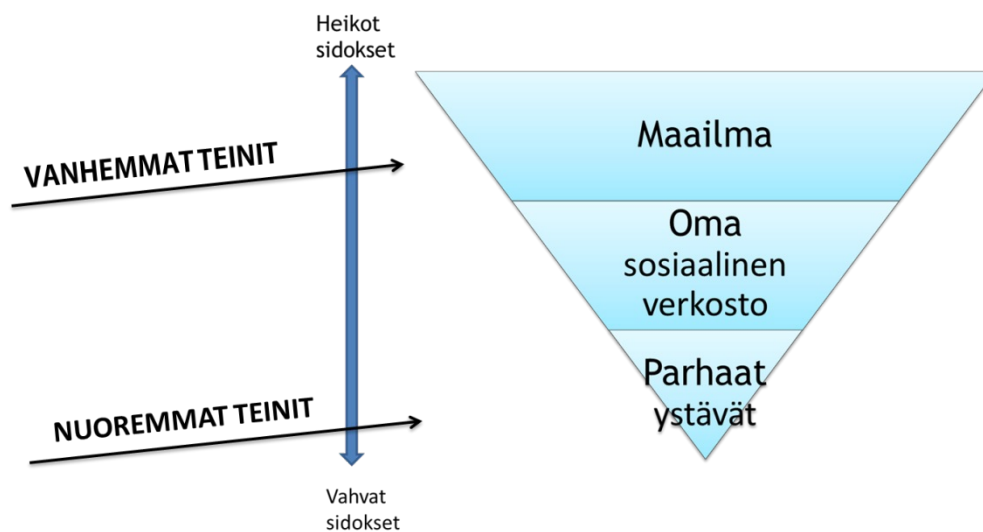 Heikot
sidokset
Maailma
VANHEMMAT TEINIT
Oma
sosiaalinen
verkosto
Parhaat
ystävät
NUOREMMAT TEINIT
Vahvat
sidokset